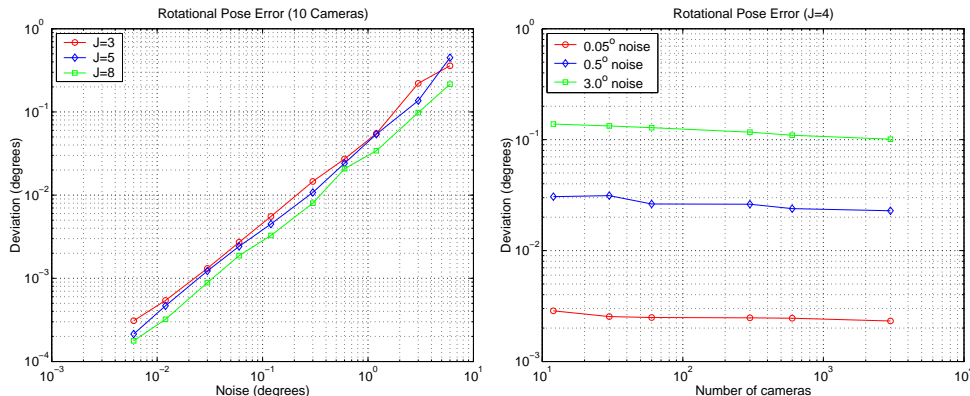 Rotational Pose Error (10 Cameras)
J=3
J=5
J=8
10^0
10^-1
10^-2
10^-3
10^-4
Deviation (degrees)
10^-3
10^-2
10^-1
10^0
10^1
Noise (degrees)
Rotational Pose Error (J=4)
0.05° noise
0.5° noise
3.0° noise
10^0
10^-1
10^-2
10^-3
Deviation (degrees)
10^1
10^2
10^3
10^4
Number of cameras